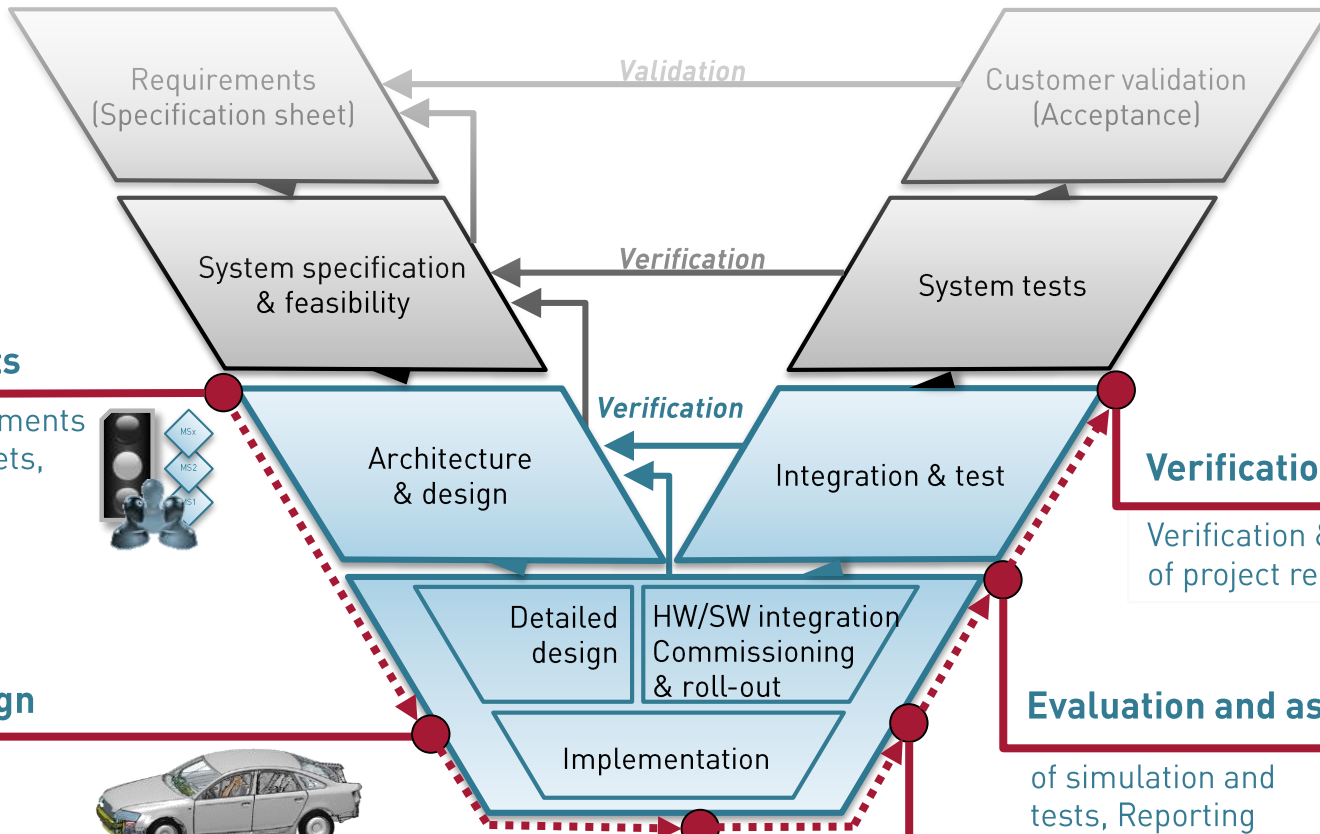 Requirements
(Specification sheet)
Validation
Customer validation
(Acceptance)
System specification
& feasibility
Verification
System tests
ts
ements
ets,
MSx
MS2
MS1
Architecture
& design
Verification
Integration & test
Verificatio
Verification &
of project re
Detailed
design
HW/SW integration
Commissioning
& roll-out
Implementation
gn
Evaluation and as
of simulation and
tests, Reporting